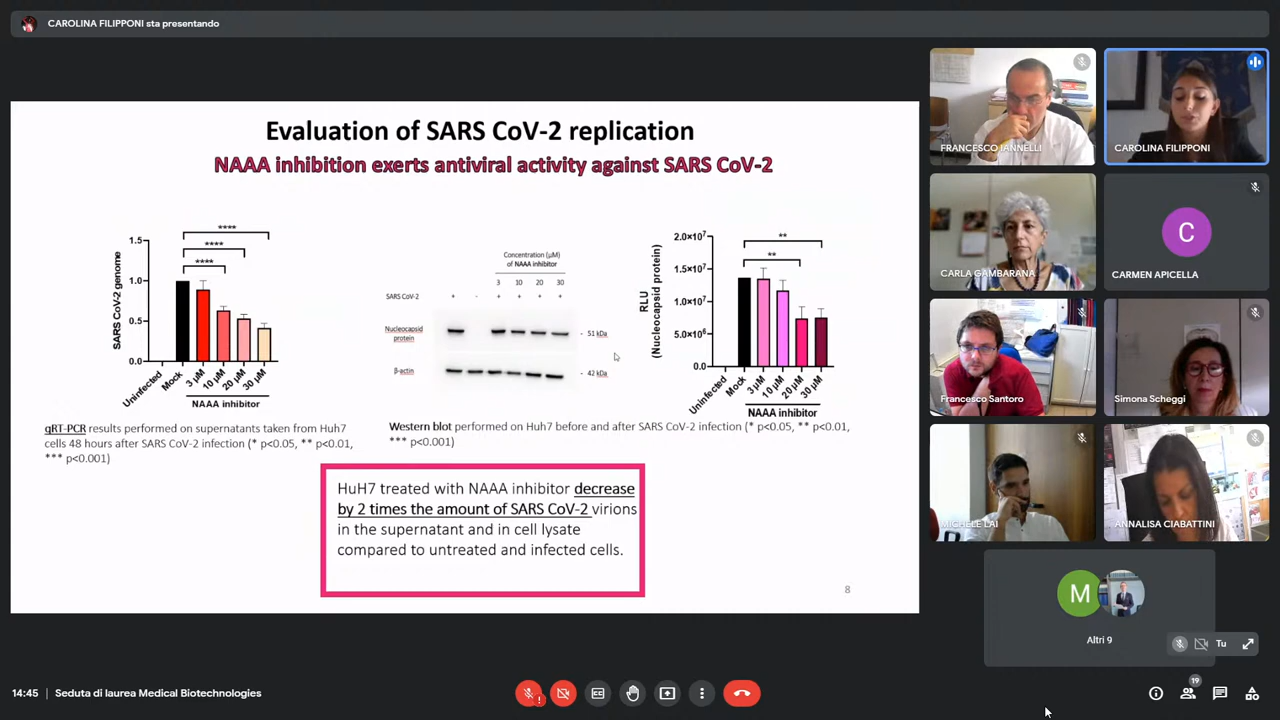 CAROLINA FILIPPONI sta presentando
Evaluation of SARS CoV-2 replication
NAAA inhibition exerts antiviral activity against SARS CoV-2
SARS CoV-2 genome
1.5
1.0
0.5
0.0
****
****
****
Uninfected
Mock
3 µM
10 µM
20 µM
30 µM
NAAA inhibitor
Concentration (µM)
of NAAA inhibitor
3 10 20 30
SARS CoV-2 + - + + + +
Nucleocapsid
protein
51 kDa
β-actin
42 kDa
RLU
(Nucleocapsid protein)
2.0×10⁷
1.5×10⁷
1.0×10⁷
5.0×10⁶
0.0
**
**
Uninfected
Mock
3 µM
10 µM
20 µM
30 µM
NAAA inhibitor
qRT-PCR results performed on supernatants taken from Huh7
cells 48 hours after SARS CoV-2 infection (* p<0.05, ** p<0.01,
*** p<0.001)
Western blot performed on Huh7 before and after SARS CoV-2 infection (* p<0.05, ** p<0.01,
*** p<0.001)
HuH7 treated with NAAA inhibitor decrease
by 2 times the amount of SARS CoV-2 virions
in the supernatant and in cell lysate
compared to untreated and infected cells.
8
FRANCESCO IANNELLI
CAROLINA FILIPPONI
CARLA GAMBARANA
C
CARMEN APICELLA
Francesco Santoro
Simona Scheggi
MICHELE LAI
ANNALISA CIABATTINI
M
Altri 9
Tu
14:45 Seduta di laurea Medical Biotechnologies
19